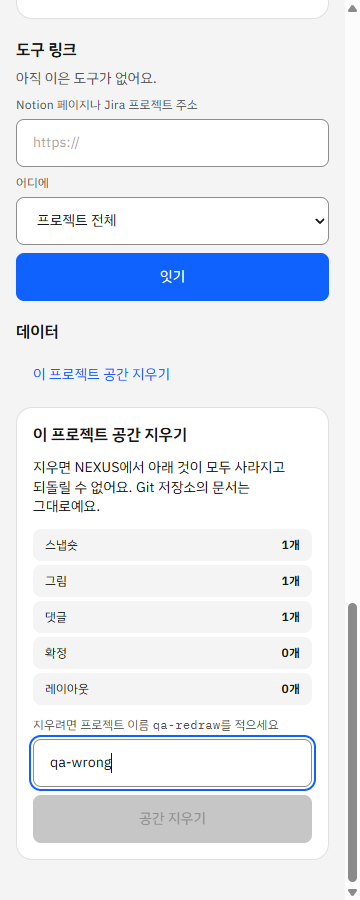 도구 링크
아직 이은 도구가 없어요.
Notion 페이지나 Jira 프로젝트 주소
https://
어디에
프로젝트 전체
잇기
데이터
이 프로젝트 공간 지우기
이 프로젝트 공간 지우기
지우면 NEXUS에서 아래 것이 모두 사라지고
되돌릴 수 없어요. Git 저장소의 문서는
그대로예요.
스냅숏 1개
그림 1개
댓글 1개
확정 0개
레이아웃 0개
지우려면 프로젝트 이름 qa-redraw를 적으세요
qa-wrong
공간 지우기